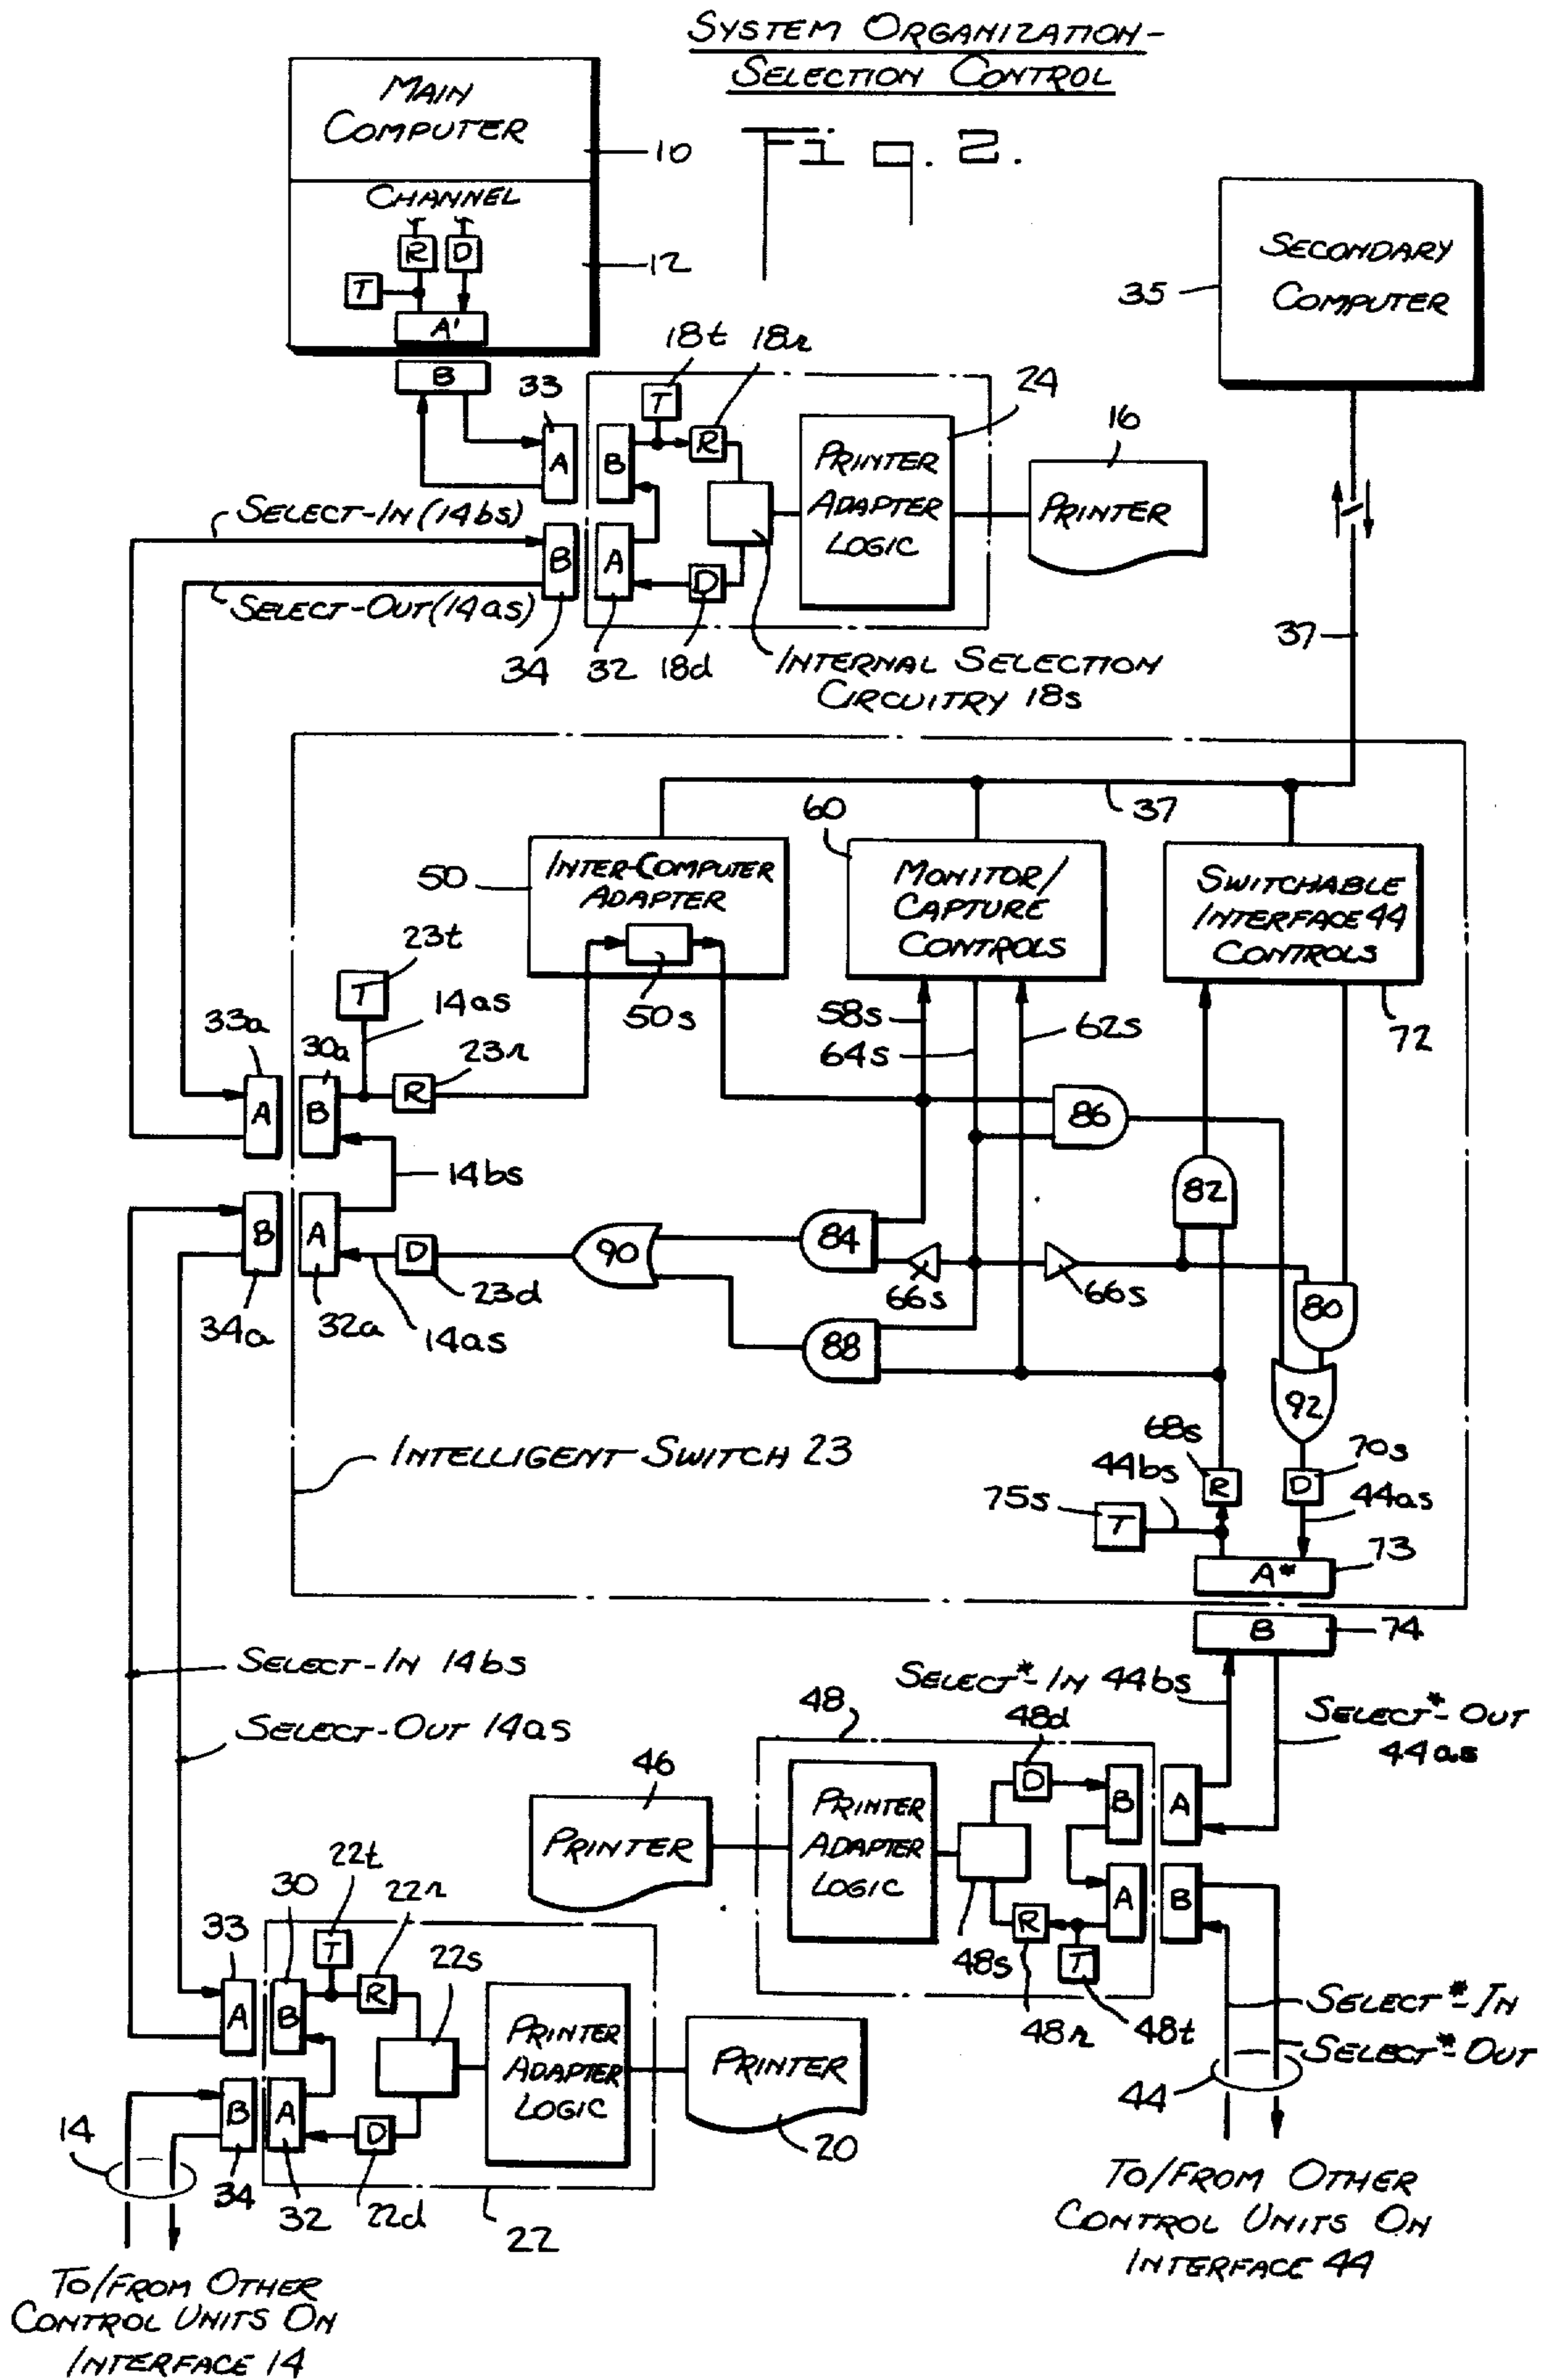 SYSTEM ORGANIZATION-
SELECTION CONTROL
Fig. 2.
MAIN
COMPUTER
10
CHANNEL
R
D
T
12
A'
B
SECONDARY
COMPUTER
35
33
18t
18r
24
16
A
B
T
R
PRINTER
ADAPTER
LOGIC
PRINTER
SELECT-IN (14bs)
SELECT-OUT (14as)
B
A
D
34
32
18d
INTERNAL SELECTION
CIRCUITRY 18s
37
37
50
INTER-COMPUTER
ADAPTER
50s
60
MONITOR/
CAPTURE
CONTROLS
SWITCHABLE
INTERFACE 44
CONTROLS
72
23t
T
14as
33a
30a
23r
A
B
R
58s
64s
62s
86
82
14bs
B
A
D
90
84
66s
66s
80
34a
32a
14as
23d
88
92
INTELLIGENT SWITCH 23
68s
70s
44bs
R
D
44as
75s
T
A*
73
B
74
SELECT-IN 14bs
SELECT-OUT 14as
SELECT*-IN 44bs
SELECT*-OUT
44as
48
48d
46
PRINTER
PRINTER
ADAPTER
LOGIC
D
B
A
R
A
B
T
48s
48r
48t
SELECT*-IN
SELECT*-OUT
44
TO/FROM OTHER
CONTROL UNITS ON
INTERFACE 44
33
30
22t
22r
22s
T
A
B
R
PRINTER
ADAPTER
LOGIC
PRINTER
20
14
B
A
D
34
32
22d
22
TO/FROM OTHER
CONTROL UNITS ON
INTERFACE 14